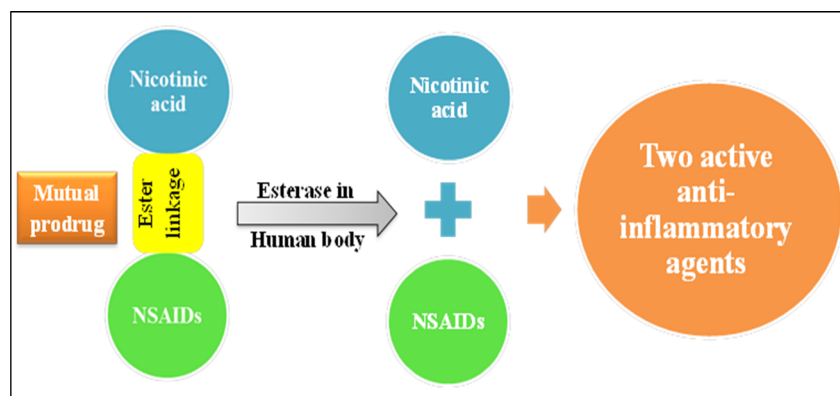 Nicotinic
acid
Mutual
prodrug
Ester
linkage
NSAIDs
Esterase in
Human body
Nicotinic
acid
NSAIDs
Two active
anti-
inflammatory
agents